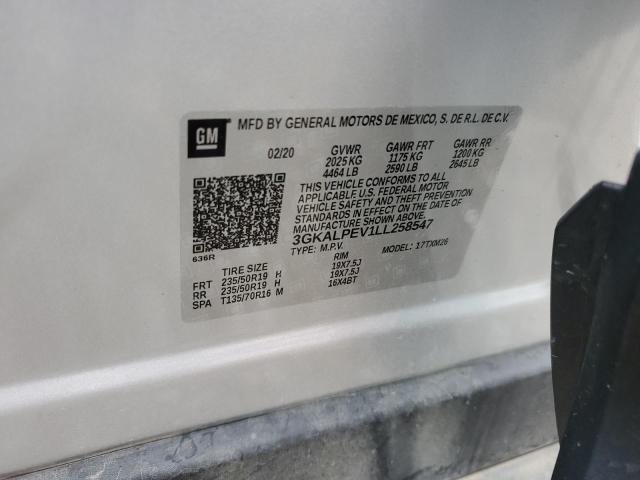 GM MFD BY GENERAL MOTORS DE MEXICO, S. DE R.L. DE C.V.
02/20 GVWR GAWR FRT GAWR RR
2025 KG 1175 KG 1200 KG
4464 LB 2590 LB 2645 LB
THIS VEHICLE CONFORMS TO ALL
APPLICABLE U.S. FEDERAL MOTOR
VEHICLE SAFETY AND THEFT PREVENTION
STANDARDS IN EFFECT ON THE DATE OF
MANUFACTURE SHOWN ABOVE.
3GKALPEV1LL258547
TYPE: M.P.V. MODEL: 17TXM26
636R
TIRE SIZE RIM
FRT 235/50R19 H 19X7.5J
RR 235/50R19 H 19X7.5J
SPA T135/70R16 M 16X4BT